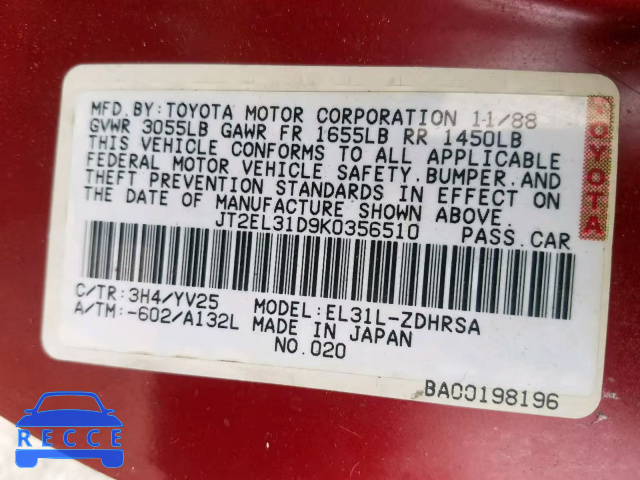 MFD.BY:TOYOTA MOTOR CORPORATION 11/88
GVWR 3055LB GAWR FR 1655LB RR 1450LB
THIS VEHICLE CONFORMS TO ALL APPLICABLE
FEDERAL MOTOR VEHICLE SAFETY.BUMPER.AND
THEFT PREVENTION STANDARDS IN EFFECT ON
THE DATE OF MANUFACTURE SHOWN ABOVE.
JT2EL31D9K0356510 PASS.CAR
C/TR:3H4/YV25 MODEL:EL31L-ZDHRSA
A/TM:-602/A132L MADE IN JAPAN
NO.020
BA00198196
TOYOTA
RECCE